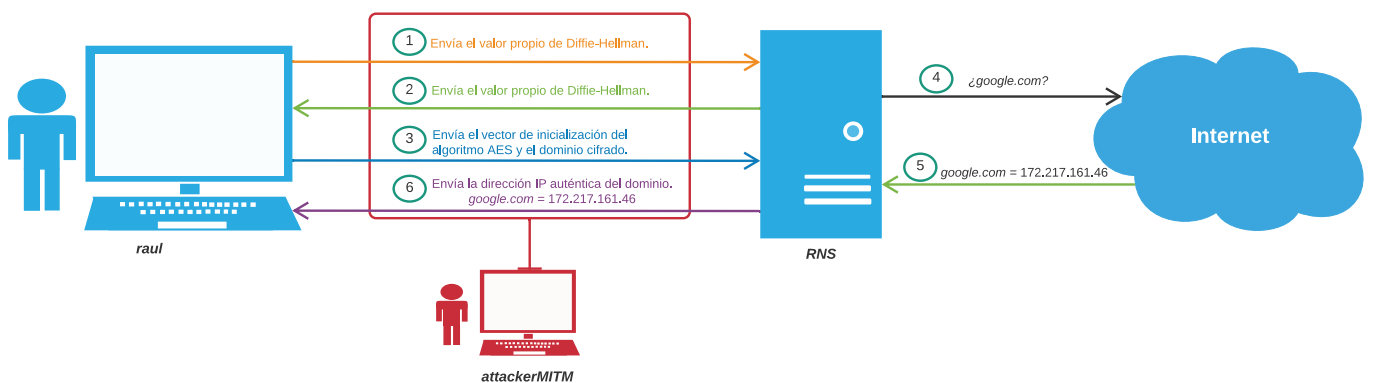 1 Envía el valor propio de Diffie-Hellman.
2 Envía el valor propio de Diffie-Hellman.
3 Envía el vector de inicialización del
algoritmo AES y el dominio cifrado.
6 Envía la dirección IP auténtica del dominio.
google.com = 172.217.161.46
4 ¿google.com?
5 google.com = 172.217.161.46
Internet
raul
RNS
attackerMITM